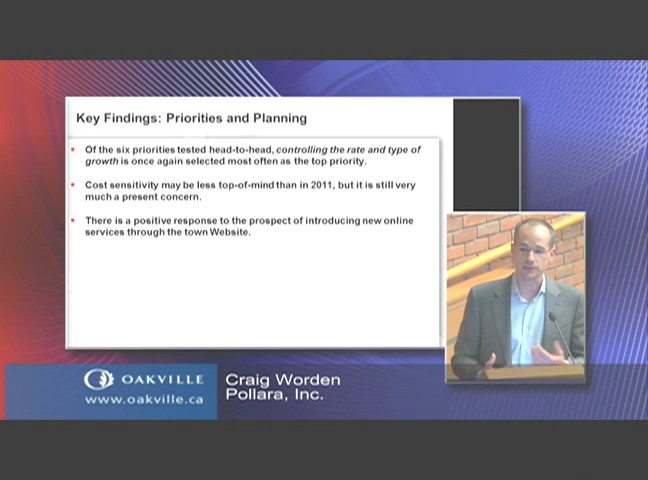 Key Findings: Priorities and Planning
Of the six priorities tested head-to-head, controlling the rate and type of
growth is once again selected most often as the top priority.
Cost sensitivity may be less top-of-mind than in 2011, but it is still very
much a present concern.
There is a positive response to the prospect of introducing new online
services through the town Website.
OAKVILLE
www.oakville.ca
Craig Worden
Pollara, Inc.